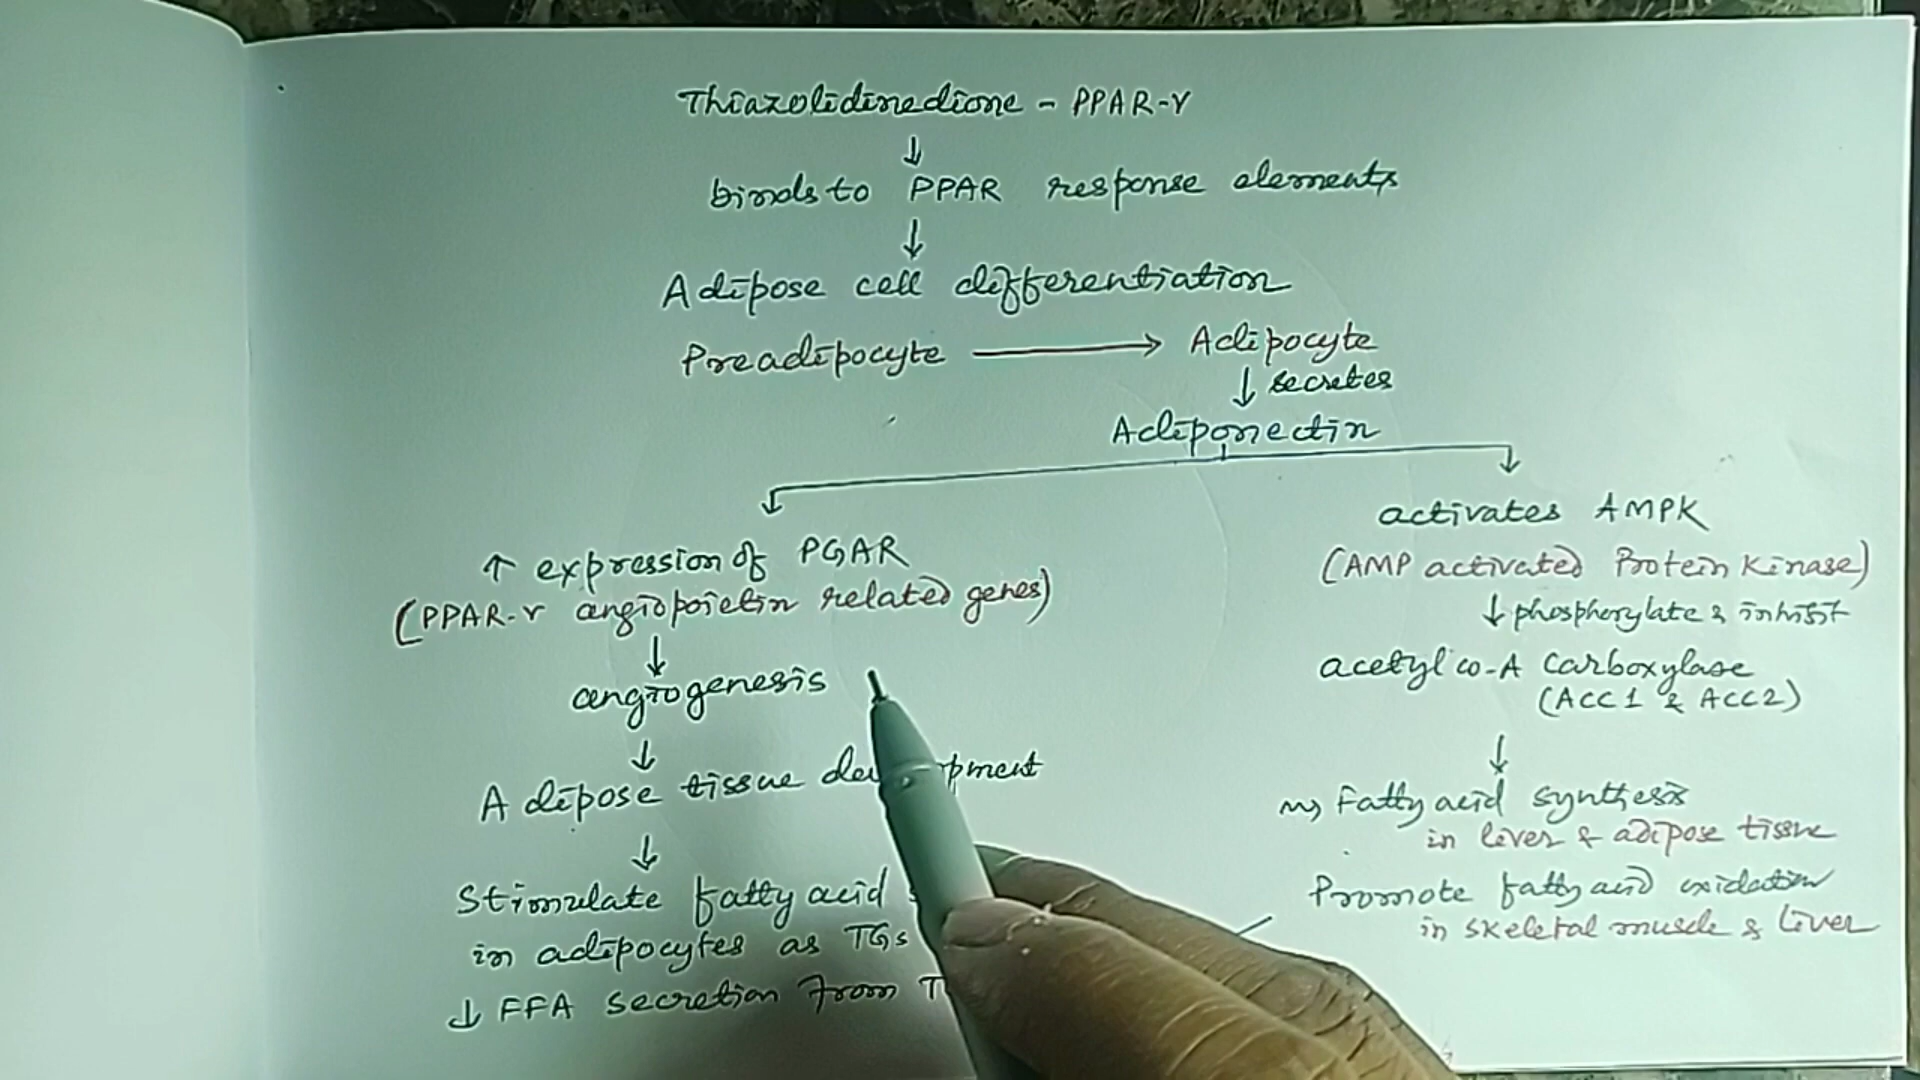 Thiazolidinedione - PPAR-γ
↓
binds to PPAR response elements
↓
Adipose cell differentiation
Preadipocyte → Adipocyte
↓ secretes
Adiponectin
↑ expression of PGAR
(PPAR-γ angiopoietin related genes)
↓
angiogenesis
↓
Adipose tissue
↓
Stimulate fatty acid
in adipocytes as TGs
↓ FFA secretion from
activates AMPK
(AMP activated Protein Kinase)
↓ phosphorylate & inhibit
acetyl co-A Carboxylase
(ACC1 & ACC2)
↓
Fatty acid synthesis
in liver & adipose tissue
Promote fatty acid oxidation
in skeletal muscle & Liver